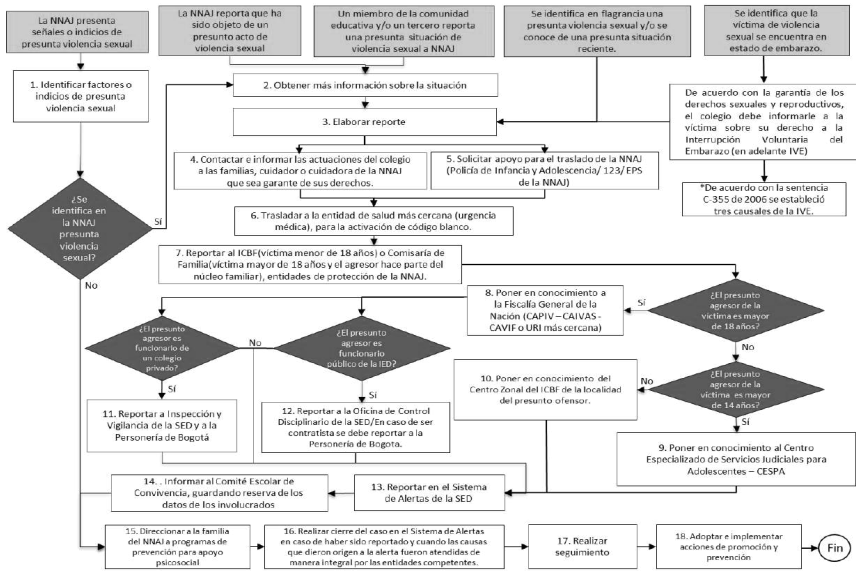 La NNAJ presenta
señales o indicios de
presunta violencia sexual
La NNAJ reporta que ha
sido objeto de un
presunto acto de
violencia sexual
Un miembro de la comunidad
educativa y/o un tercero reporta
una presunta situación de
violencia sexual a NNAJ
Se identifica en flagrancia una
presunta violencia sexual y/o se
conoce de una presunta situación
reciente.
Se identifica que la
víctima de violencia
sexual se encuentra en
estado de embarazo.
1. Identificar factores o
indicios de presunta
violencia sexual
2. Obtener más información sobre la situación
3. Elaborar reporte
De acuerdo con la garantía de los
derechos sexuales y reproductivos,
el colegio debe informarle a la
víctima sobre su derecho a la
Interrupción Voluntaria del
Embarazo (en adelante IVE)
4. Contactar e informar las actuaciones del colegio
a las familias, cuidador o cuidadora de la NNAJ
que sea garante de sus derechos.
5. Solicitar apoyo para el traslado de la NNAJ
(Policía de Infancia y Adolescencia/ 123/ EPS
de la NNAJ)
*De acuerdo con la sentencia
C-355 de 2006 se estableció
tres causales de la IVE.
¿Se
identifica en
la NNAJ
presunta
violencia
sexual?
Sí
No
6. Trasladar a la entidad de salud más cercana (urgencia
médica), para la activación de código blanco.
7. Reportar al ICBF(víctima menor de 18 años) o Comisaría de
Familia(víctima mayor de 18 años y el agresor hace parte del
núcleo familiar), entidades de protección de la NNAJ.
8. Poner en conocimiento a
la Fiscalía General de la
Nación (CAPIV – CAIVAS -
CAVIF o URI más cercana)
Sí
¿El presunto
agresor de la
víctima es mayor
de 18 años?
No
¿El presunto
agresor es
funcionario de
un colegio
privado?
No
Sí
¿El presunto
agresor es
funcionario
público de la IED?
Sí
10. Poner en conocimiento del
Centro Zonal del ICBF de la localidad
del presunto ofensor.
No
¿El presunto
agresor de la
víctima es mayor
de 14 años?
Sí
11. Reportar a Inspección y
Vigilancia de la SED y a la
Personería de Bogotá
12. Reportar a la Oficina de Control
Disciplinario de la SED/En caso de ser
contratista se debe reportar a la
Personería de Bogota.
9. Poner en conocimiento al Centro
Especializado de Servicios Judiciales para
Adolescentes – CESPA
14. . Informar al Comité Escolar de
Convivencia, guardando reserva de los
datos de los involucrados
13. Reportar en el Sistema
de Alertas de la SED
15. Direccionar a la familia
del NNAJ a programas de
prevención para apoyo
psicosocial
16. Realizar cierre del caso en el Sistema de Alertas
en caso de haber sido reportado y cuando las causas
que dieron origen a la alerta fueron atendidas de
manera integral por las entidades competentes.
17. Realizar
seguimiento
18. Adoptar e implementar
acciones de promoción y
prevención
Fin